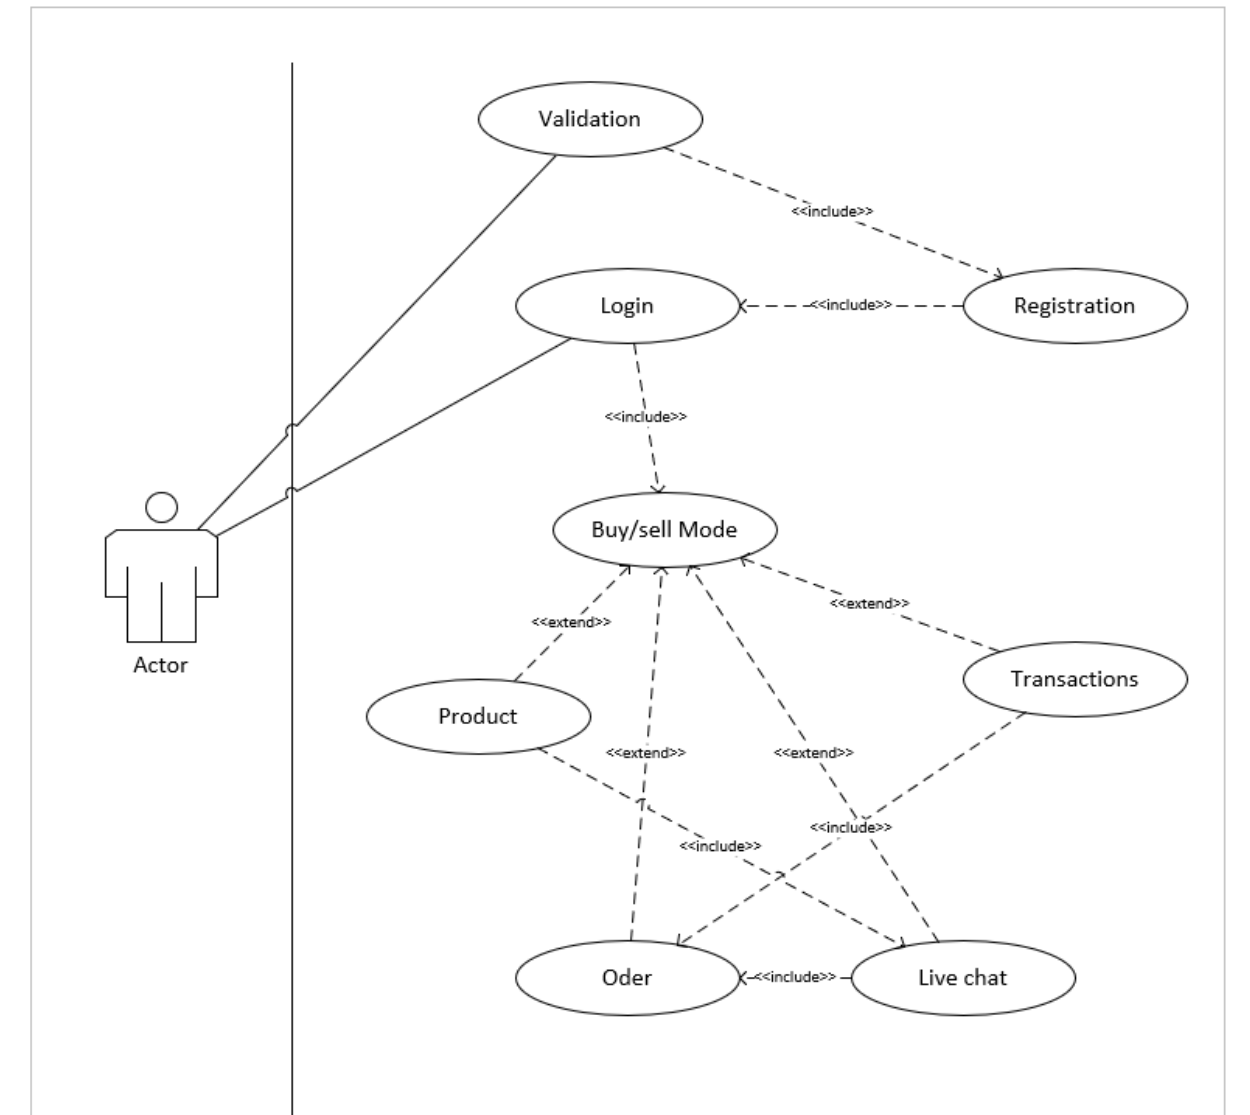 Validation
<<include>>
Login
<<include>>
Registration
<<include>>
Buy/sell Mode
<<extend>>
<<extend>>
Actor
Transactions
Product
<<extend>>
<<extend>>
<<include>>
<<include>>
Oder
<<include>>
Live chat